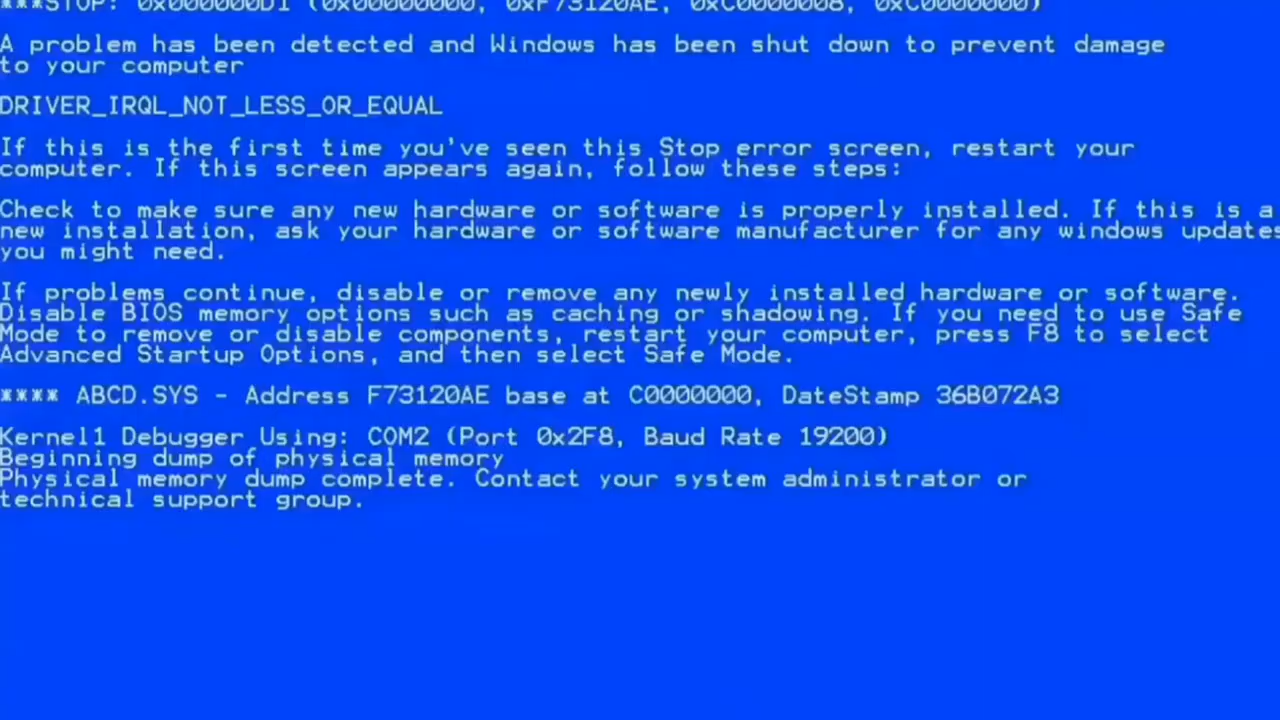 ***STOP: 0x000000D1 (0x00000000, 0xF73120AE, 0xC0000008, 0xC0000000)
A problem has been detected and Windows has been shut down to prevent damage
to your computer
DRIVER_IRQL_NOT_LESS_OR_EQUAL
If this is the first time you've seen this Stop error screen, restart your
computer. If this screen appears again, follow these steps:
Check to make sure any new hardware or software is properly installed. If this is a
new installation, ask your hardware or software manufacturer for any windows updates
you might need.
If problems continue, disable or remove any newly installed hardware or software.
Disable BIOS memory options such as caching or shadowing. If you need to use Safe
Mode to remove or disable components, restart your computer, press F8 to select
Advanced Startup Options, and then select Safe Mode.
**** ABCD.SYS - Address F73120AE base at C0000000, DateStamp 36B072A3
Kernel1 Debugger Using: COM2 (Port 0x2F8, Baud Rate 19200)
Beginning dump of physical memory
Physical memory dump complete. Contact your system administrator or
technical support group.